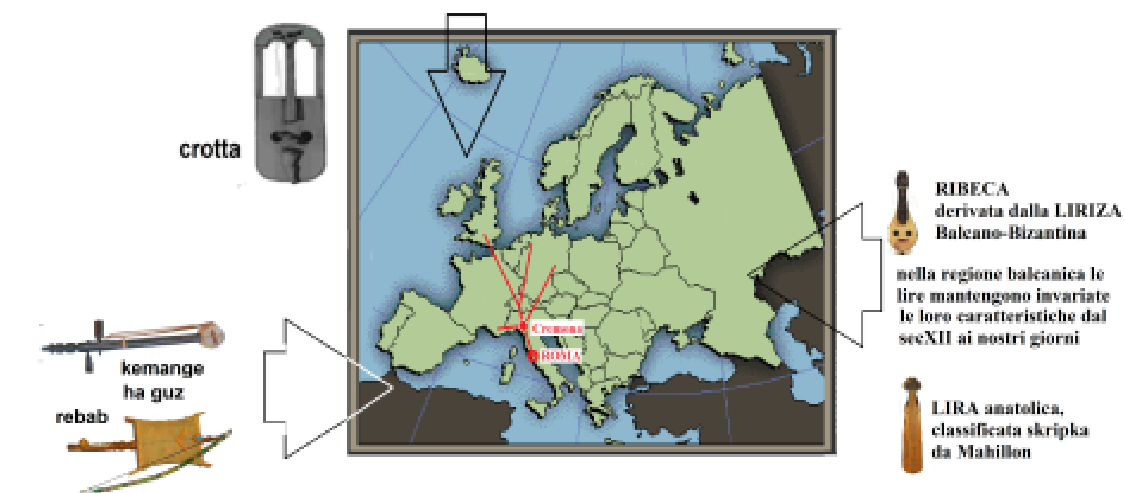 crotta
RIBECA
derivata dalla LIRIZA
Balcano-Bizantina
nella regione balcanica le
lire mantengono invariate
le loro caratteristiche dal
secXII ai nostri giorni
Cremona
ROMA
kemange
ha guz
rebab
LIRA anatolica,
classificata skripka
da Mahillon